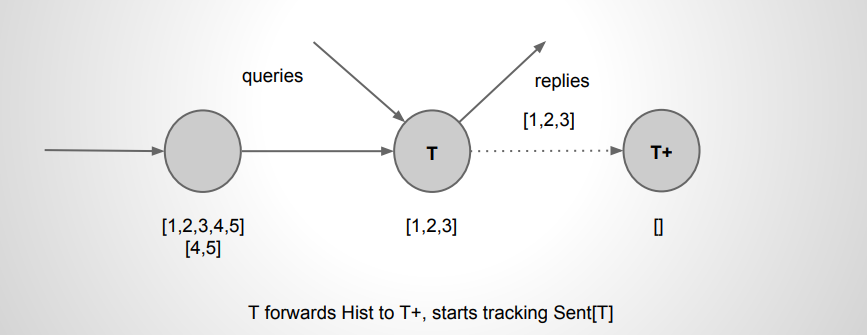 queries
replies
[1,2,3]
T
T+
[1,2,3,4,5]
[4,5]
[1,2,3]
[]
T forwards Hist to T+, starts tracking Sent[T]